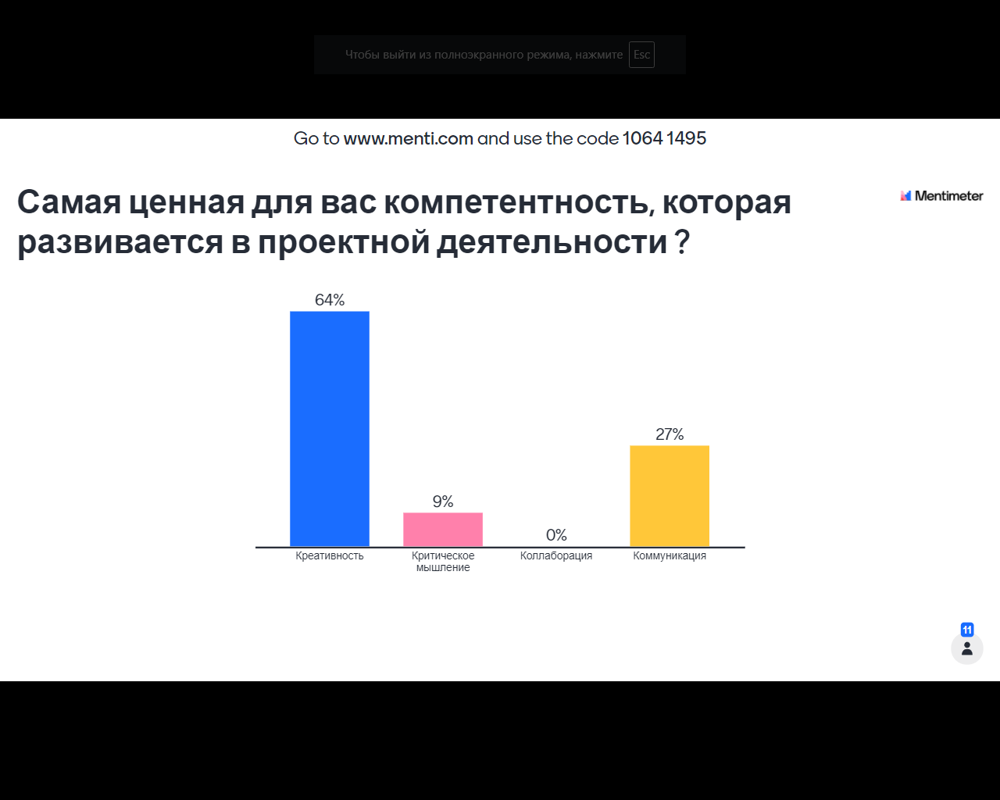 Чтобы выйти из полноэкранного режима, нажмите Esc
Go to www.menti.com and use the code 1064 1495
Самая ценная для вас компетентность, которая
развивается в проектной деятельности ?
Mentimeter
64%
9%
0%
27%
Креативность
Критическое
мышление
Коллаборация
Коммуникация
11